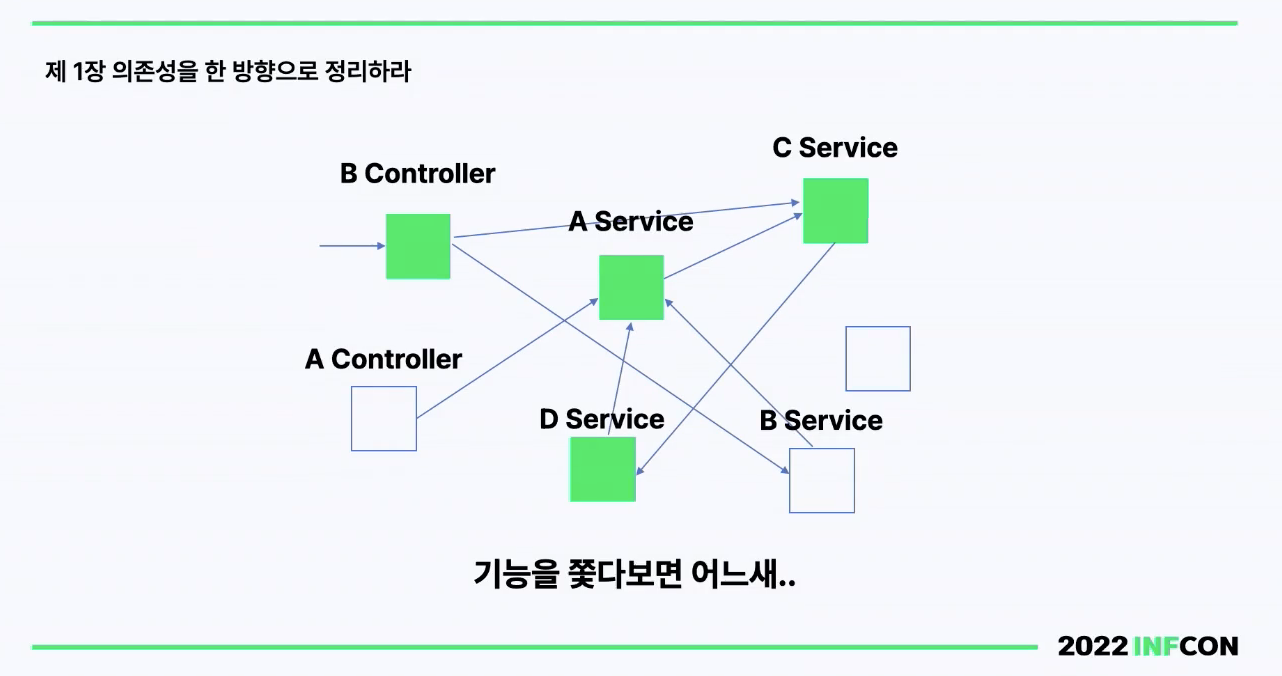 제 1장 의존성을 한 방향으로 정리하라
C Service
B Controller
A Service
A Controller
D Service
B Service
기능을 쫓다보면 어느새..
2022 INFCON